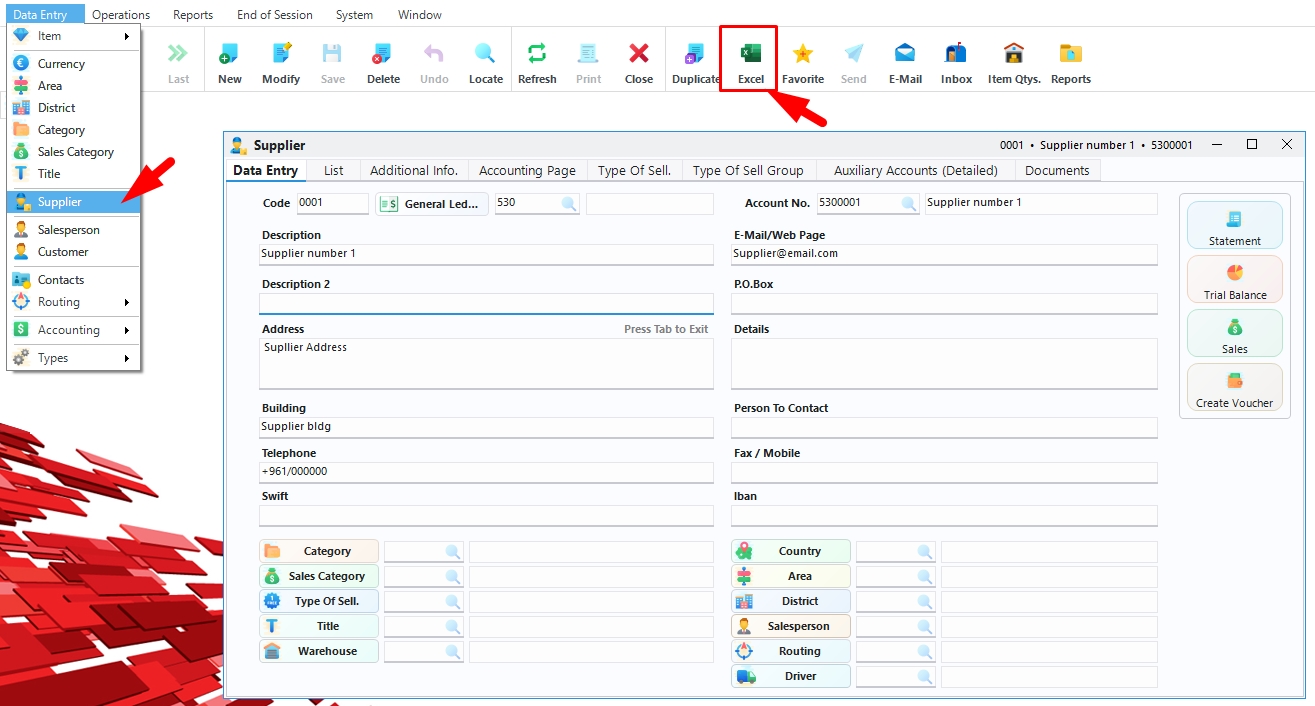 Data Entry Operations Reports End of Session System Window
Item
Currency
Area
District
Category
Sales Category
Title
Supplier
Salesperson
Customer
Contacts
Routing
Accounting
Types
Last New Modify Save Delete Undo Locate Refresh Print Close Duplicate Excel Favorite Send E-Mail Inbox Item Qtys. Reports
Supplier 0001 • Supplier number 1 • 5300001
Data Entry List Additional Info. Accounting Page Type Of Sell. Type Of Sell Group Auxiliary Accounts (Detailed) Documents
Code 0001 General Led... 530 Account No. 5300001 Supplier number 1
Description
Supplier number 1
E-Mail/Web Page
Supplier@email.com
Description 2
P.O.Box
Address Press Tab to Exit
Supllier Address
Details
Building
Supplier bldg
Person To Contact
Telephone
+961/000000
Fax / Mobile
Swift
Iban
Category
Sales Category
Type Of Sell.
Title
Warehouse
Country
Area
District
Salesperson
Routing
Driver
Statement
Trial Balance
Sales
Create Voucher